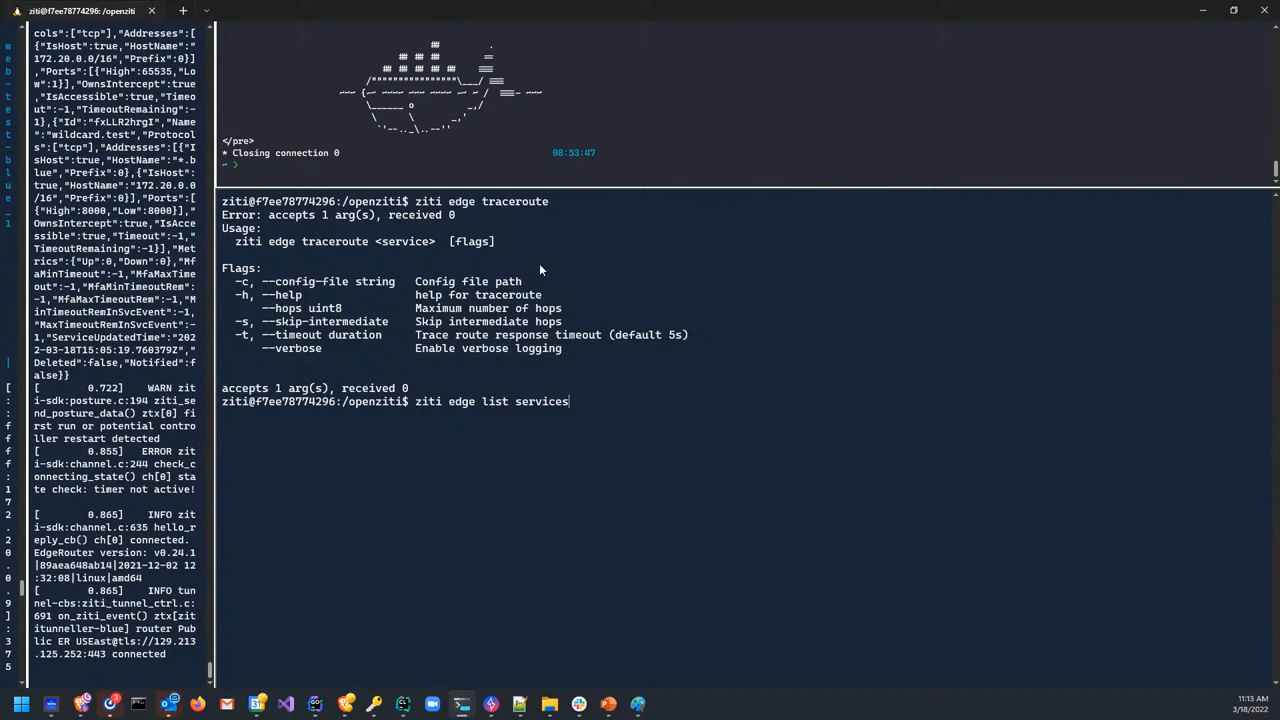 ziti@f7ee78774296: /openziti
cols":["tcp"],"Addresses":[
{"IsHost":true,"HostName":"
172.20.0.0/16","Prefix":0}]
,"Ports":[{"High":65535,"Lo
w":1}],"OwnsIntercept":true
,"IsAccessible":true,"Timeo
ut":-1,"TimeoutRemaining":-
1},{"Id":"fxLLR2hrgI","Name
":"wildcard.test","Protocol
s":["tcp"],"Addresses":[{"I
sHost":true,"HostName":"*.b
lue","Prefix":0},{"IsHost":
true,"HostName":"172.20.0.0
/16","Prefix":0}],"Ports":[
{"High":8000,"Low":8000}],"
OwnsIntercept":true,"IsAcce
ssible":true,"Timeout":-1,"
TimeoutRemaining":-1}],"Met
rics":{"Up":0,"Down":0},"Mf
aMinTimeout":-1,"MfaMaxTime
out":-1,"MfaMinTimeoutRem":
-1,"MfaMaxTimeoutRem":-1,"M
inTimeoutRemInSvcEvent":-1,
"MaxTimeoutRemInSvcEvent":-
1,"ServiceUpdatedTime":"202
2-03-18T15:05:19.760379Z","
Deleted":false,"Notified":f
alse}}
[ 0.722] WARN zit
i-sdk:posture.c:194 ziti_se
nd_posture_data() ztx[0] fi
rst run or potential contro
ller restart detected
[ 0.855] ERROR zit
i-sdk:channel.c:244 check_c
onnecting_state() ch[0] sta
te check: timer not active!
[ 0.865] INFO zit
i-sdk:channel.c:635 hello_r
eply_cb() ch[0] connected.
EdgeRouter version: v0.24.1
|89aea648ab14|2021-12-02 12
:32:08|linux|amd64
[ 0.865] INFO tun
nel-cbs:ziti_tunnel_ctrl.c:
691 on_ziti_event() ztx[zit
itunneller-blue] router Pub
lic ER USEast@tls://129.213
.125.252:443 connected
</pre>
* Closing connection 0 08:53:47
~ ❯
ziti@f7ee78774296:/openziti$ ziti edge traceroute
Error: accepts 1 arg(s), received 0
Usage:
ziti edge traceroute <service> [flags]
Flags:
-c, --config-file string Config file path
-h, --help help for traceroute
--hops uint8 Maximum number of hops
-s, --skip-intermediate Skip intermediate hops
-t, --timeout duration Trace route response timeout (default 5s)
--verbose Enable verbose logging
accepts 1 arg(s), received 0
ziti@f7ee78774296:/openziti$ ziti edge list services
11:13 AM
3/18/2022